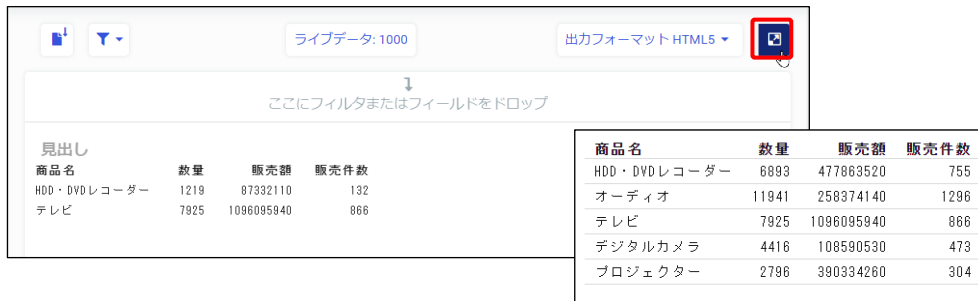 ライブデータ: 1000
出力フォーマット HTML5
ここにフィルタまたはフィールドをドロップ
見出し
商品名 数量 販売額 販売件数
HDD・DVDレコーダー 1219 87332110 132
テレビ 7925 1096095940 866
商品名 数量 販売額 販売件数
HDD・DVDレコーダー 6893 477863520 755
オーディオ 11941 258374140 1296
テレビ 7925 1096095940 866
デジタルカメラ 4416 108590530 473
プロジェクター 2796 390334260 304